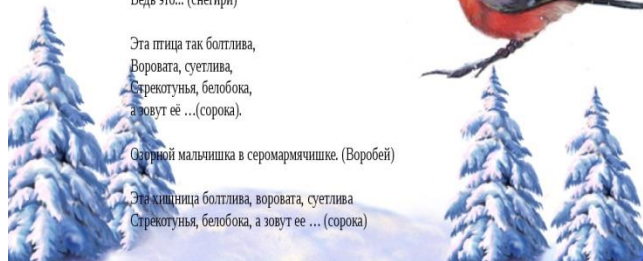 Ведь это... (снегири)
Эта птица так болтлива,
Воровата, суетлива,
Стрекотунья, белобока,
а зовут её …(сорока).
Озорной мальчишка в серомармячишке. (Воробей)
Эта хищница болтлива, воровата, суетлива
Стрекотунья, белобока, а зовут ее … (сорока)